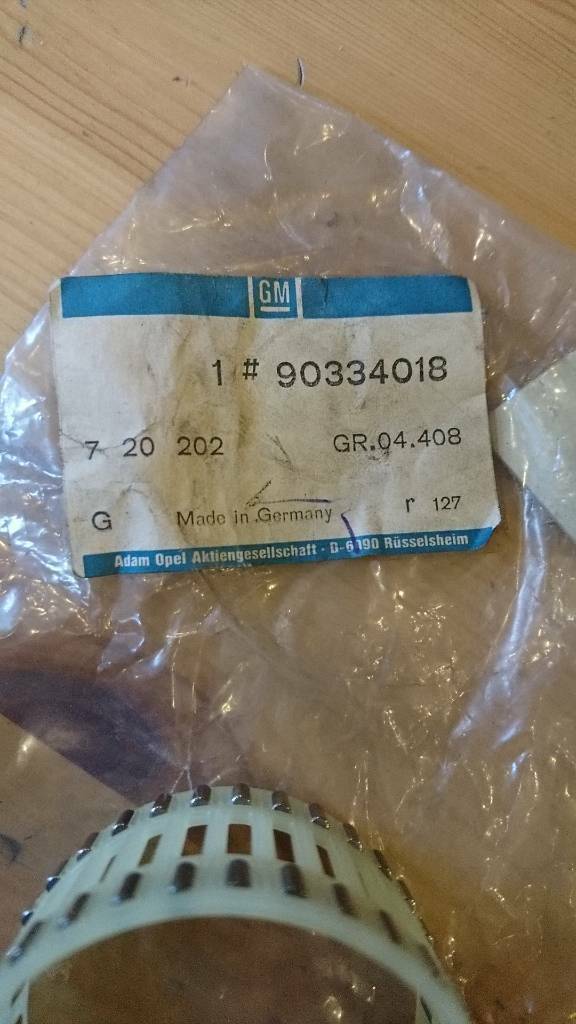 GM
1 # 90334018
7 20 202 GR.04.408
G Made in Germany r 127
Adam Opel Aktiengesellschaft · D-6090 Rüsselsheim